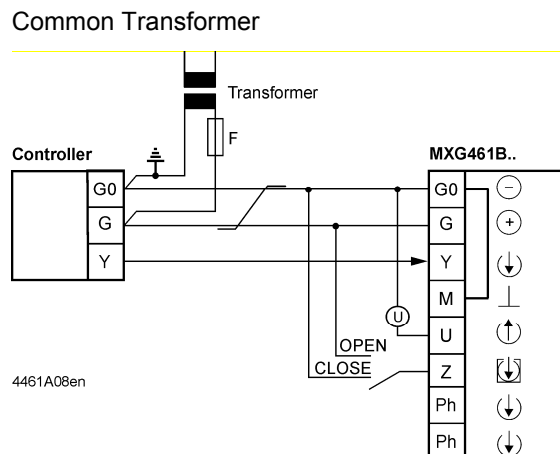 Common Transformer
Transformer
F
Controller
MXG461B..
G0
G0
G
G
Y
Y
M
U
U
OPEN
CLOSE
Z
4461A08en
Ph
Ph